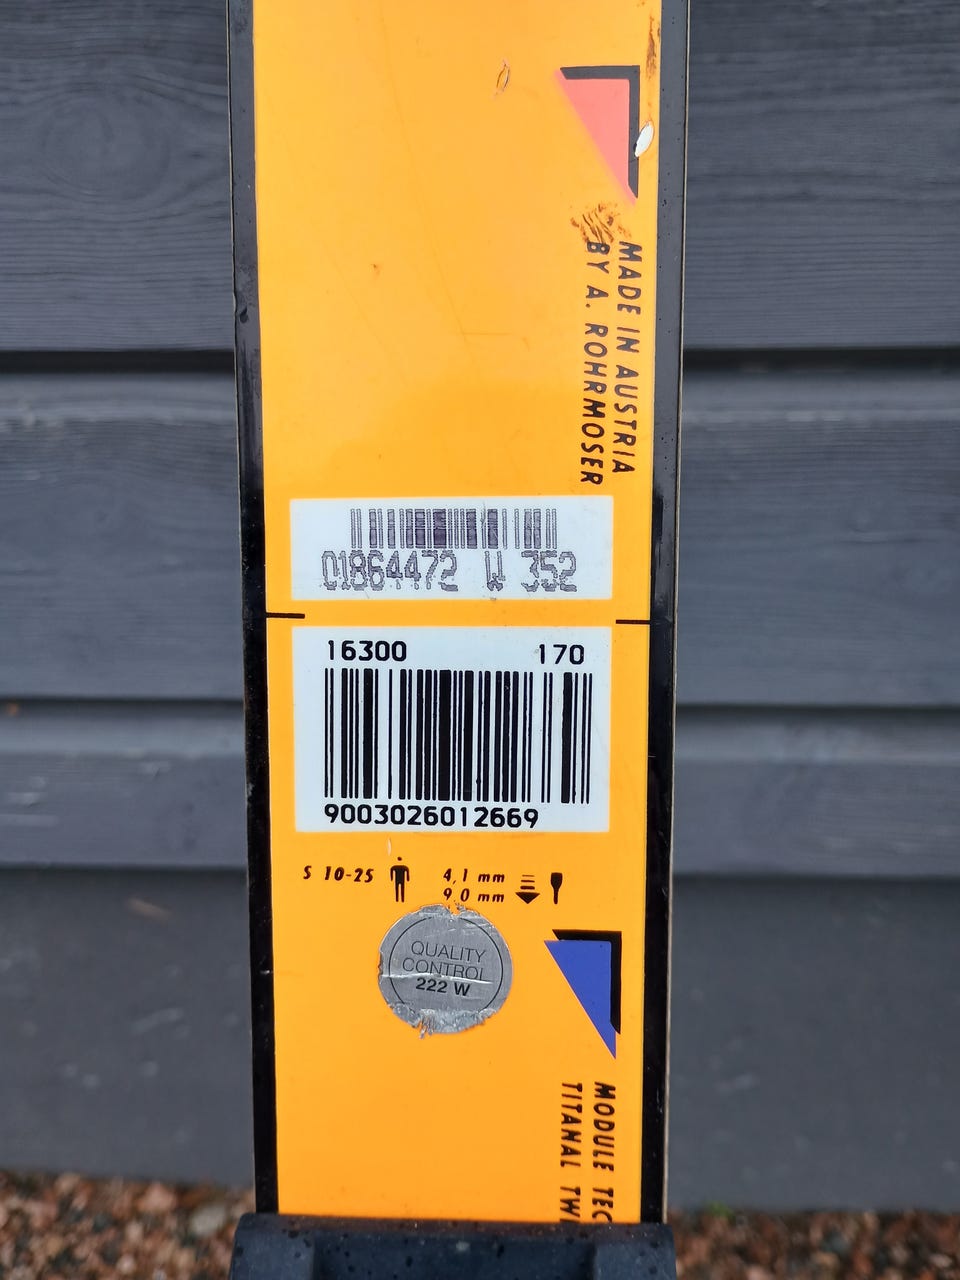 MADE IN AUSTRIA
BY A. ROHRMOSER
01864472 W 352
16300 170
9003026012669
S 10-25
4,1 mm
9,0 mm
QUALITY
CONTROL
222 W
MODULE TEC
TITANAL TWI